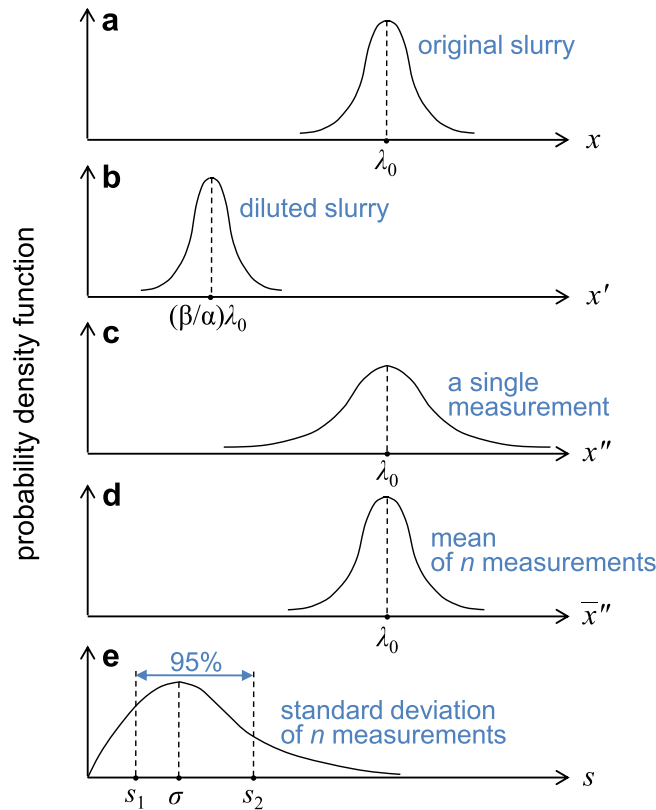 probability density function
a
original slurry
λ₀
x
b
diluted slurry
(β/α)λ₀
x′
c
a single
measurement
λ₀
x″
d
mean
of n measurements
λ₀
x̅″
e
95%
standard deviation
of n measurements
s₁
σ
s₂
s